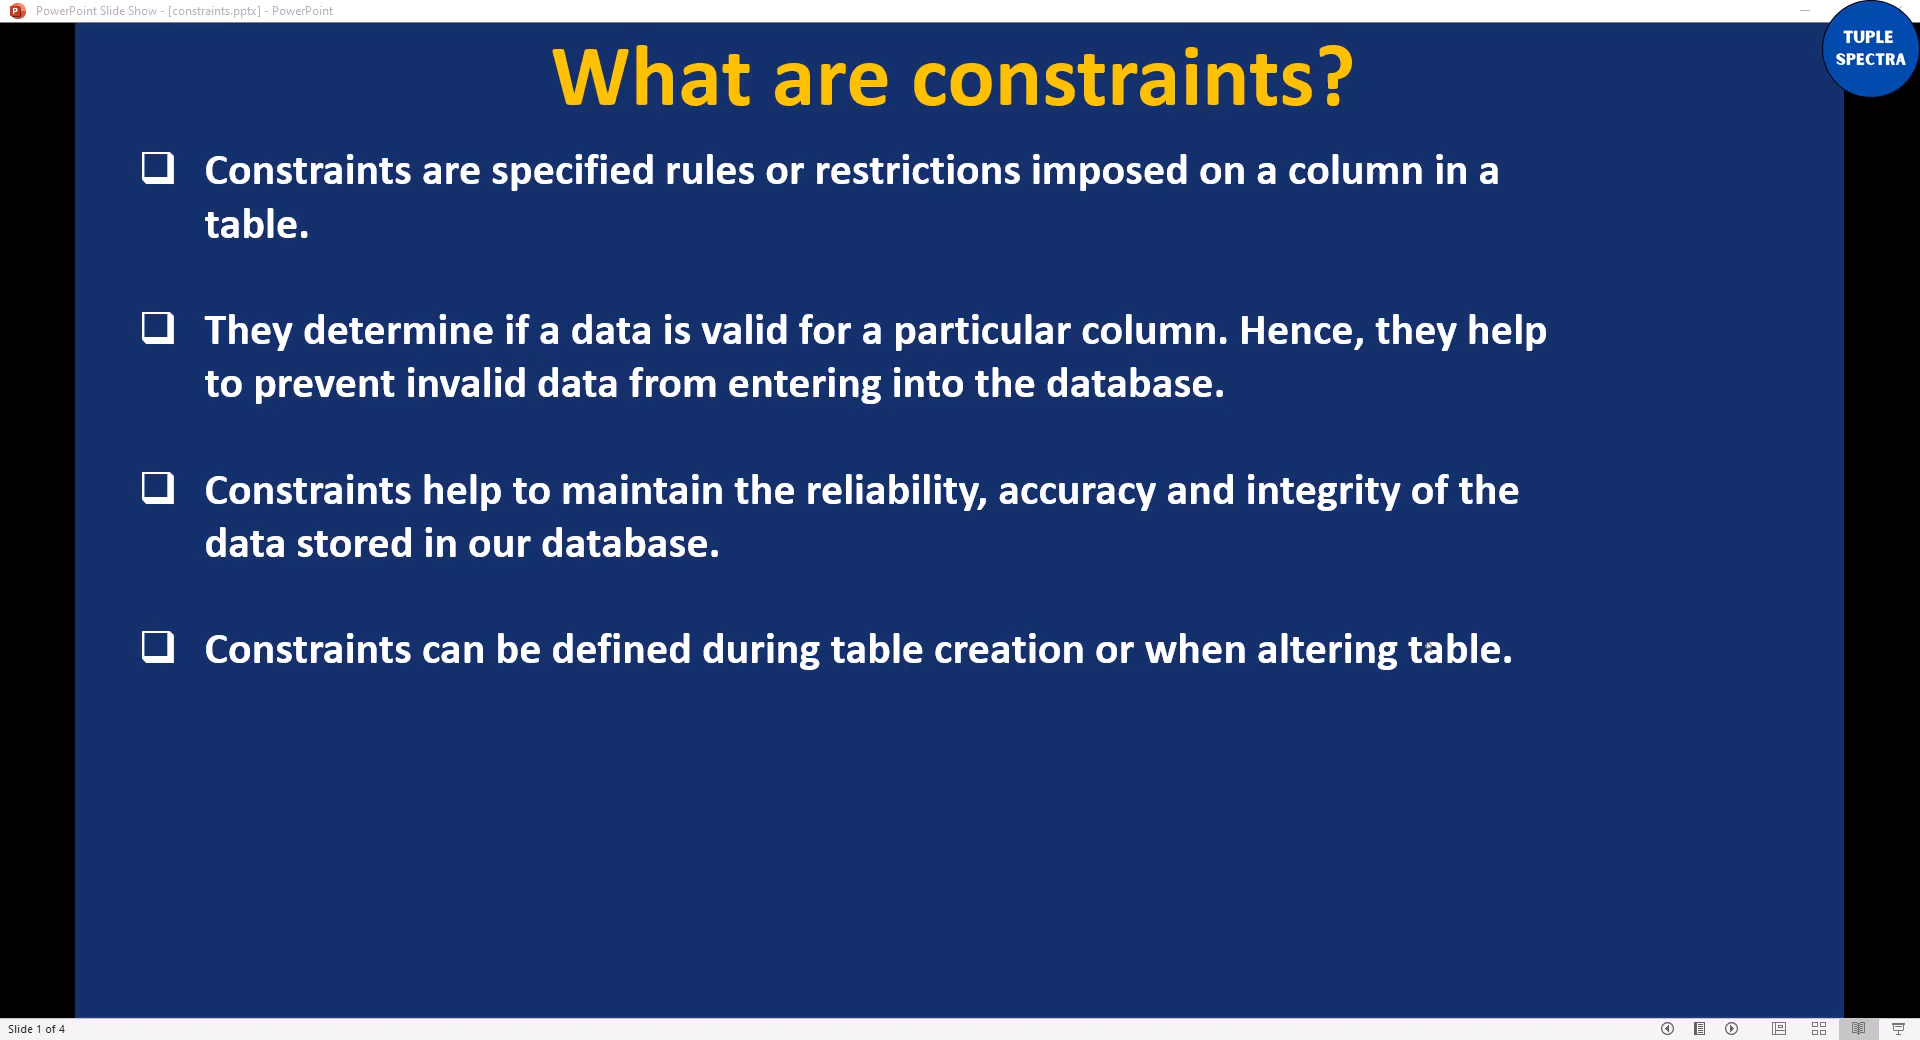 PowerPoint Slide Show - [constraints.pptx] - PowerPoint
TUPLE
SPECTRA
What are constraints?
Constraints are specified rules or restrictions imposed on a column in a
table.
They determine if a data is valid for a particular column. Hence, they help
to prevent invalid data from entering into the database.
Constraints help to maintain the reliability, accuracy and integrity of the
data stored in our database.
Constraints can be defined during table creation or when altering table.
Slide 1 of 4